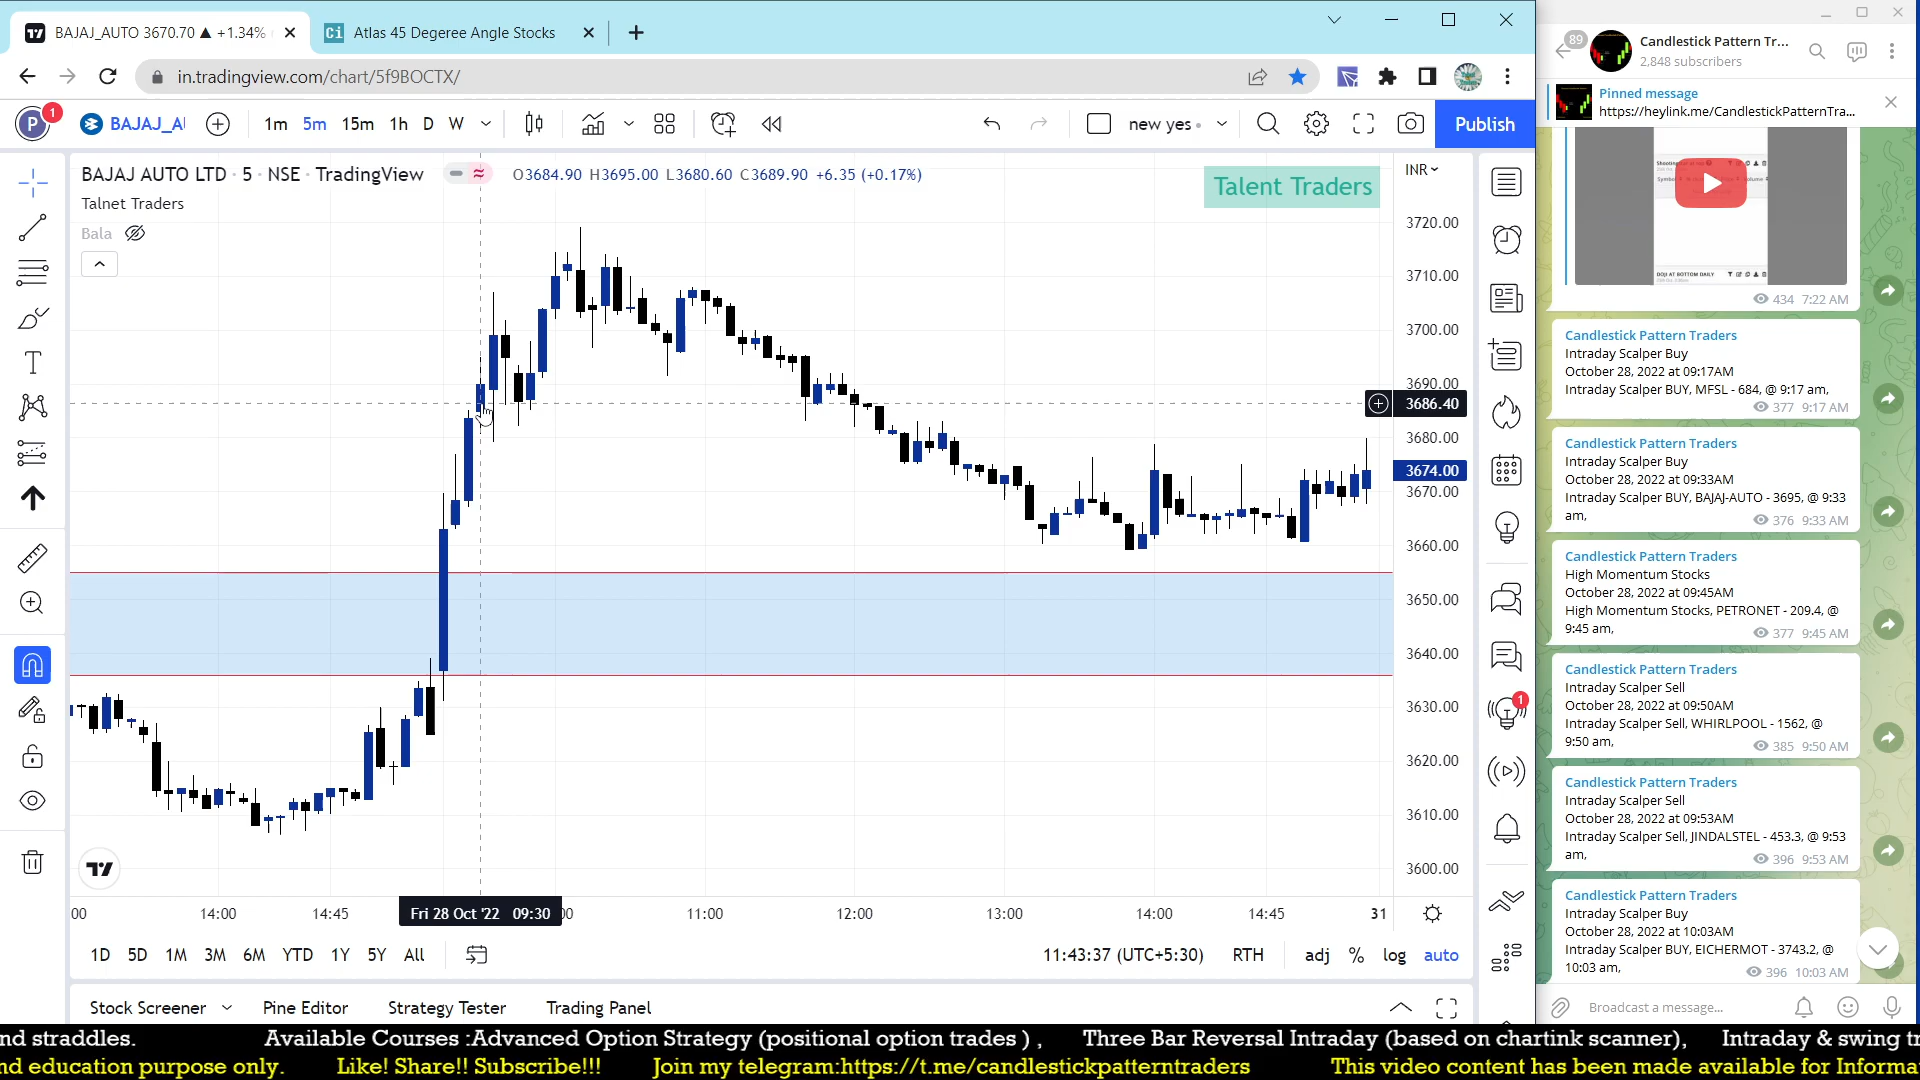 BAJAJ_AUTO 3670.70 ▲ +1.34%
Atlas 45 Degeree Angle Stocks
in.tradingview.com/chart/5f9BOCTX/
P
1
BAJAJ_AU
1m 5m 15m 1h D W
new yes
Publish
BAJAJ AUTO LTD · 5 · NSE · TradingView
O3684.90 H3695.00 L3680.60 C3689.90 +6.35 (+0.17%)
Talnet Traders
Bala
Talent Traders
INR
3720.00
3710.00
3700.00
3690.00
3686.40
3680.00
3674.00
3670.00
3660.00
3650.00
3640.00
3630.00
3620.00
3610.00
3600.00
:00 14:00 14:45 Fri 28 Oct '22 09:30 11:00 12:00 13:00 14:00 14:45 31
1D 5D 1M 3M 6M YTD 1Y 5Y All
11:43:37 (UTC+5:30) RTH adj % log auto
Stock Screener Pine Editor Strategy Tester Trading Panel
1
89
Candlestick Pattern Tr...
2,848 subscribers
Pinned message
https://heylink.me/CandlestickPatternTra...
DOJI AT BOTTOM DAILY
434 7:22 AM
Candlestick Pattern Traders
Intraday Scalper Buy
October 28, 2022 at 09:17AM
Intraday Scalper BUY, MFSL - 684, @ 9:17 am,
377 9:17 AM
Candlestick Pattern Traders
Intraday Scalper Buy
October 28, 2022 at 09:33AM
Intraday Scalper BUY, BAJAJ-AUTO - 3695, @ 9:33
am,
376 9:33 AM
Candlestick Pattern Traders
High Momentum Stocks
October 28, 2022 at 09:45AM
High Momentum Stocks, PETRONET - 209.4, @
9:45 am,
377 9:45 AM
Candlestick Pattern Traders
Intraday Scalper Sell
October 28, 2022 at 09:50AM
Intraday Scalper Sell, WHIRLPOOL - 1562, @
9:50 am,
385 9:50 AM
Candlestick Pattern Traders
Intraday Scalper Sell
October 28, 2022 at 09:53AM
Intraday Scalper Sell, JINDALSTEL - 453.3, @ 9:53
am,
396 9:53 AM
Candlestick Pattern Traders
Intraday Scalper Buy
October 28, 2022 at 10:03AM
Intraday Scalper BUY, EICHERMOT - 3743.2, @
10:03 am,
396 10:03 AM
Broadcast a message...
nd straddles. Available Courses :Advanced Option Strategy (positional option trades ) , Three Bar Reversal Intraday (based on chartink scanner), Intraday & swing tr
nd education purpose only. Like! Share!! Subscribe!!! Join my telegram:https://t.me/candlestickpatterntraders This video content has been made available for Informa